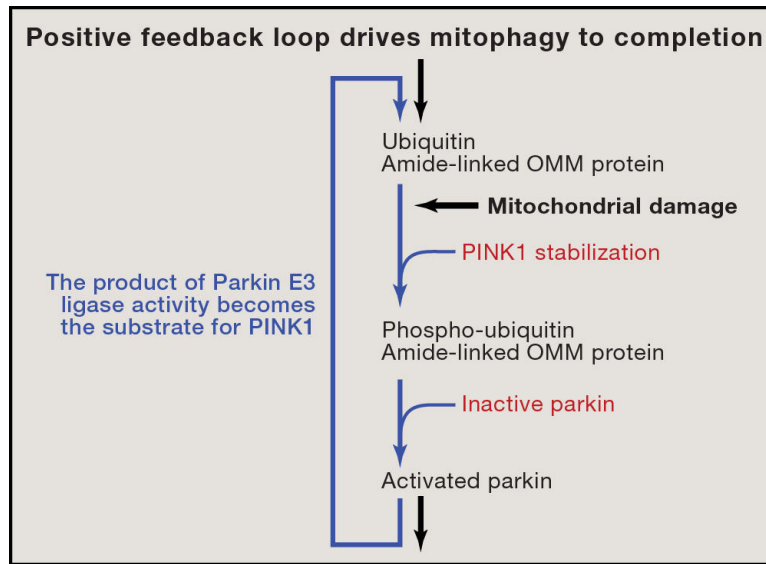 Positive feedback loop drives mitophagy to completion
Ubiquitin
Amide-linked OMM protein
Mitochondrial damage
PINK1 stabilization
The product of Parkin E3
ligase activity becomes
the substrate for PINK1
Phospho-ubiquitin
Amide-linked OMM protein
Inactive parkin
Activated parkin